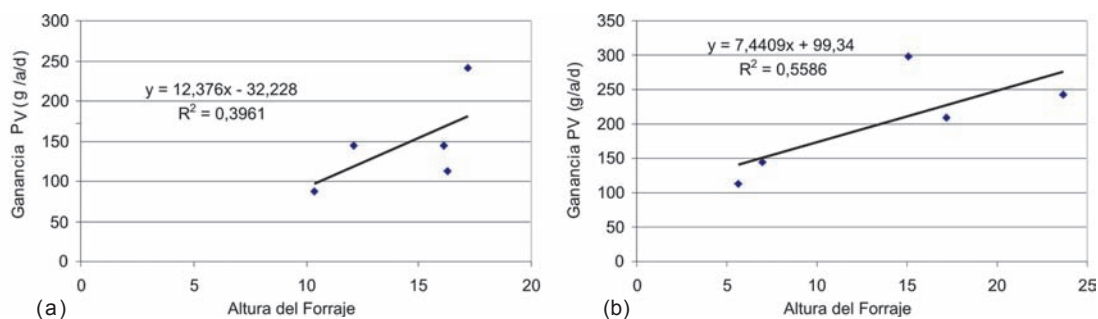 300
250
200
150
100
50
0
Ganancia PV (g /a/d)
y = 12,376x - 32,228
R² = 0,3961
0 5 10 15 20
(a) Altura del Forraje
350
300
250
200
150
100
50
0
Ganancia PV (g/a/d)
y = 7,4409x + 99,34
R² = 0,5586
0 5 10 15 20 25
(b) Altura del Forraje